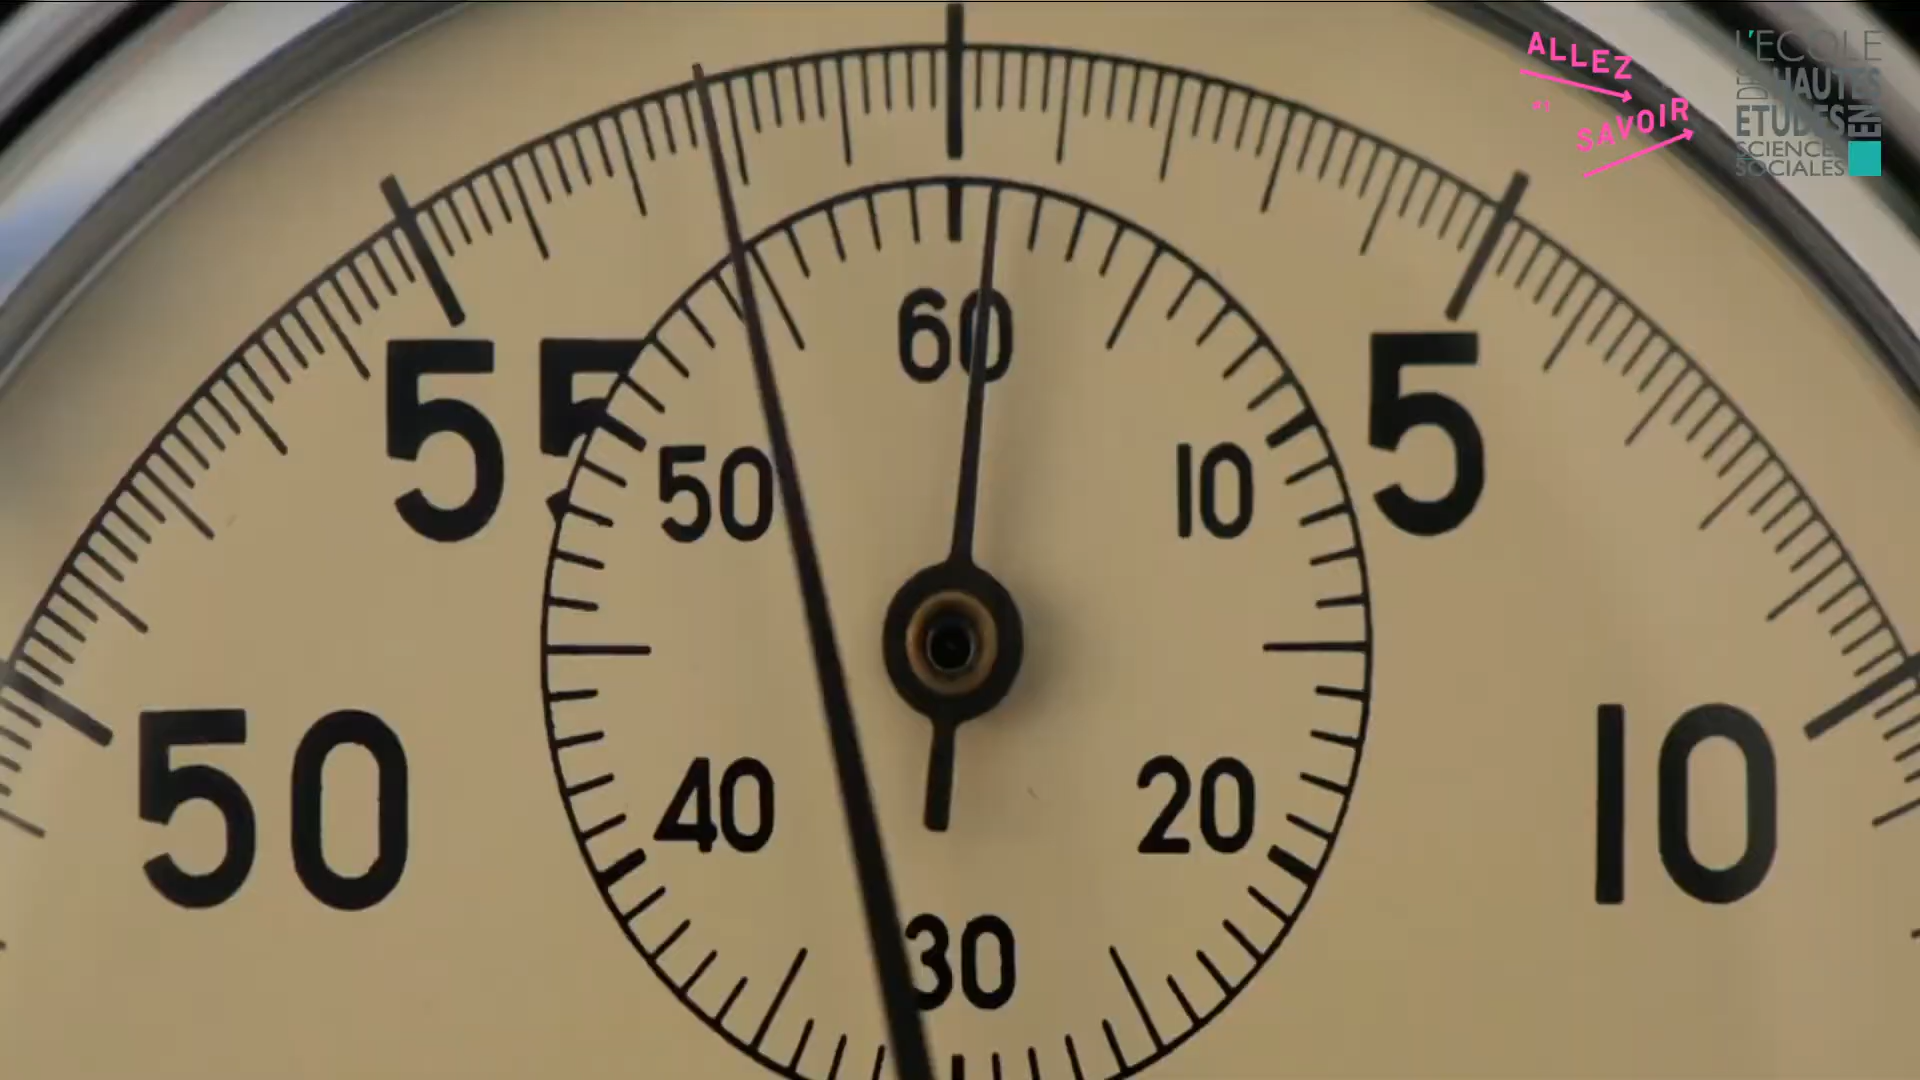 ALLEZ
SAVOIR
L'ECOLE
DES HAUTES
ETUDES EN
SCIENCES
SOCIALES
60
55
5
50
10
50
10
40
20
30